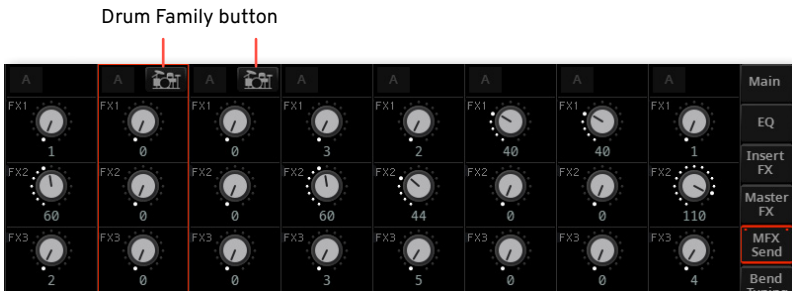 Drum Family button
A A A A A A A A Main
FX1 FX1 FX1 FX1 FX1 FX1 FX1 FX1
1 0 0 3 2 40 40 1
EQ
Insert
FX
FX2 FX2 FX2 FX2 FX2 FX2 FX2 FX2
60 0 0 60 44 0 0 110
Master
FX
FX3 FX3 FX3 FX3 FX3 FX3 FX3 FX3
2 0 0 3 5 0 0 4
MFX
Send
Bend
Tuning